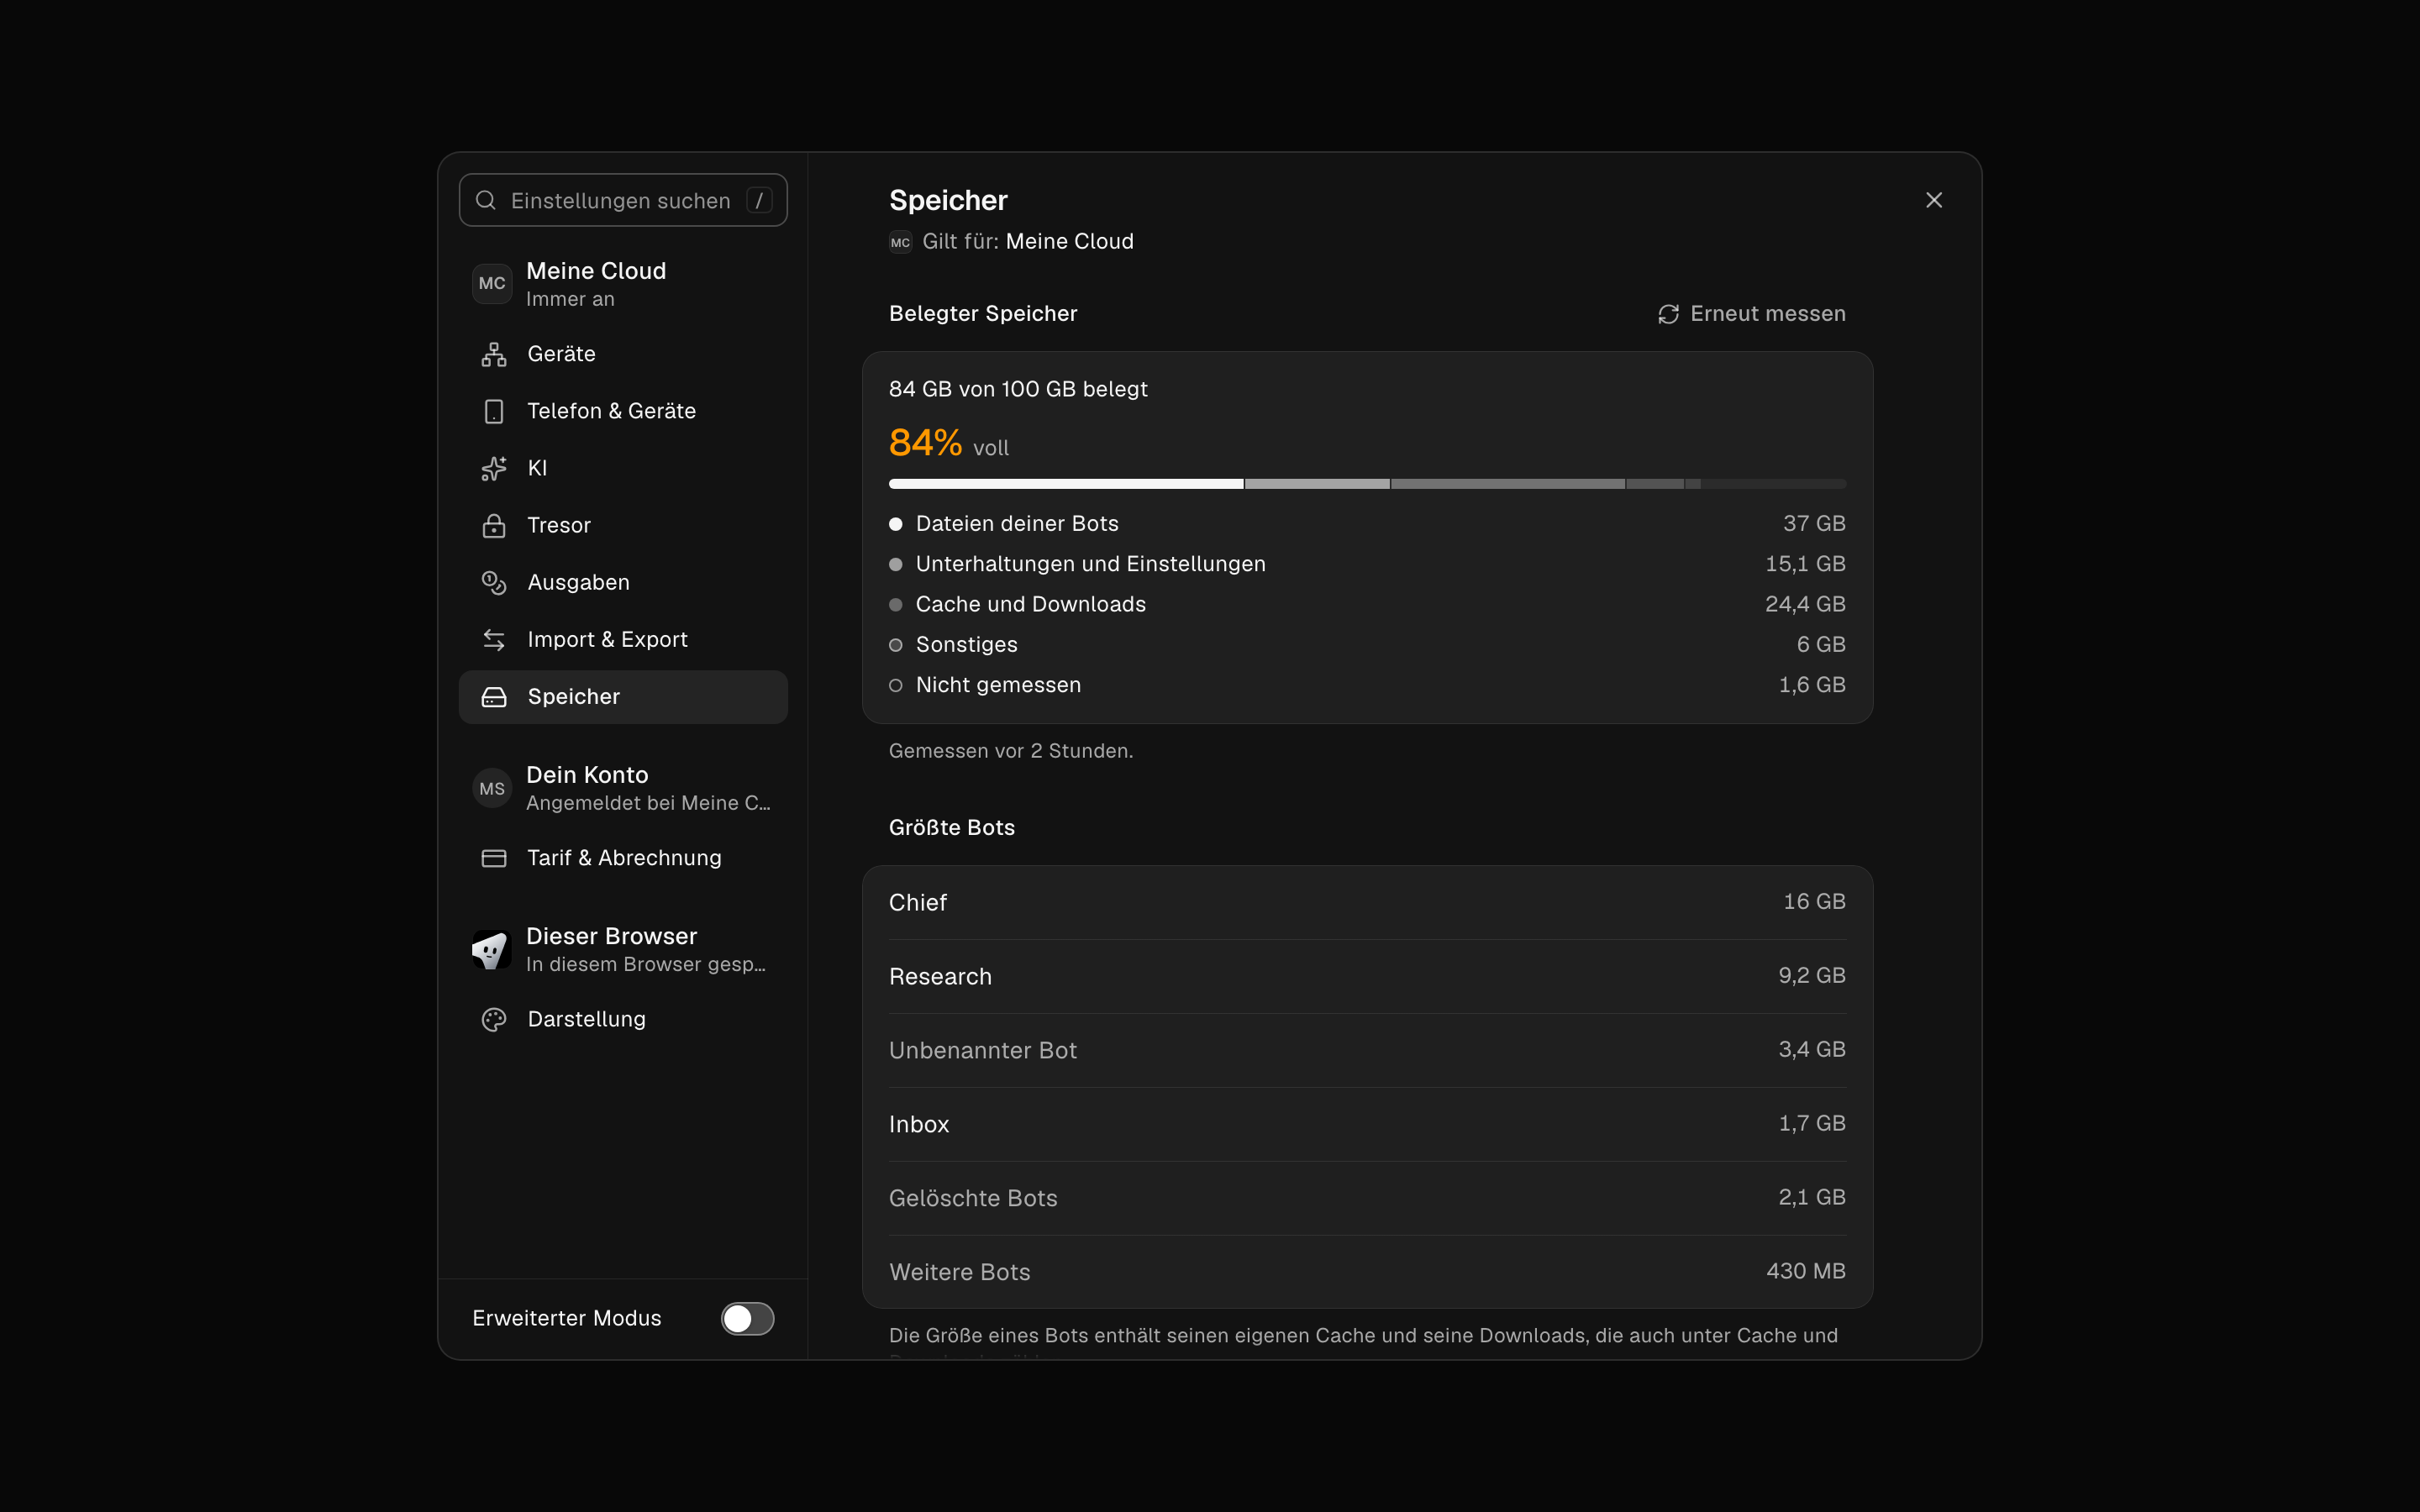 Einstellungen suchen /
MC
Meine Cloud
Immer an
Geräte
Telefon & Geräte
KI
Tresor
Ausgaben
Import & Export
Speicher
MS
Dein Konto
Angemeldet bei Meine C…
Tarif & Abrechnung
Dieser Browser
In diesem Browser gesp…
Darstellung
Erweiterter Modus
Speicher
MC Gilt für: Meine Cloud
Belegter Speicher
Erneut messen
84 GB von 100 GB belegt
84% voll
Dateien deiner Bots 37 GB
Unterhaltungen und Einstellungen 15,1 GB
Cache und Downloads 24,4 GB
Sonstiges 6 GB
Nicht gemessen 1,6 GB
Gemessen vor 2 Stunden.
Größte Bots
Chief 16 GB
Research 9,2 GB
Unbenannter Bot 3,4 GB
Inbox 1,7 GB
Gelöschte Bots 2,1 GB
Weitere Bots 430 MB
Die Größe eines Bots enthält seinen eigenen Cache und seine Downloads, die auch unter Cache und